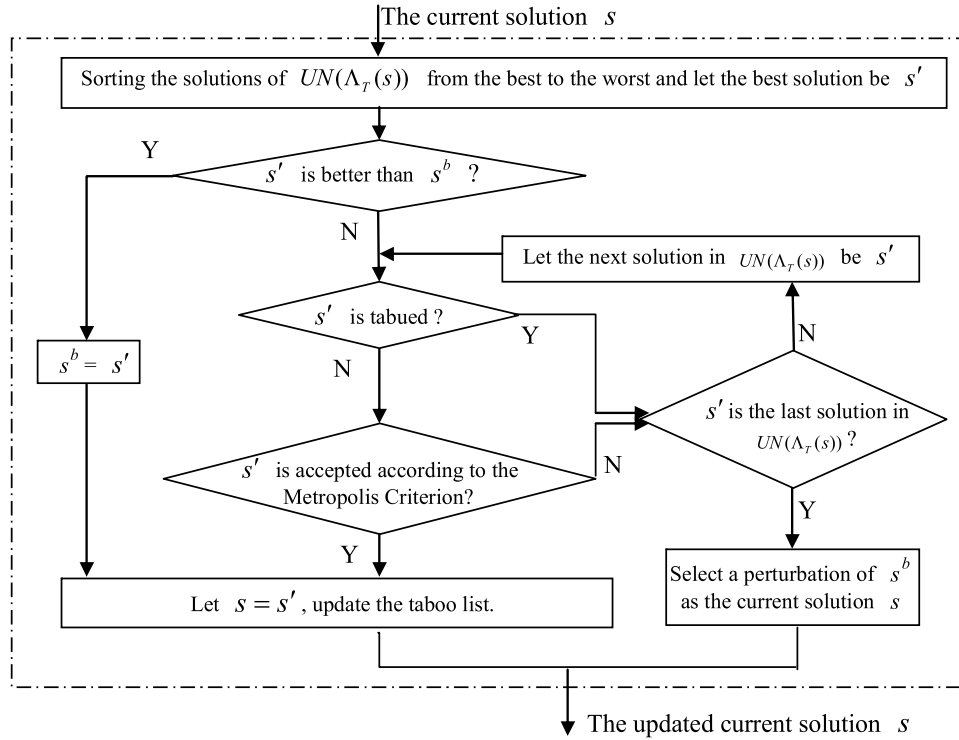 The current solution s
Sorting the solutions of UN(Λ_T(s)) from the best to the worst and let the best solution be s′
Y
s′ is better than s^b ?
N
Let the next solution in UN(Λ_T(s)) be s′
s′ is tabued ?
Y
N
s^b = s′
N
s′ is the last solution in
UN(Λ_T(s)) ?
s′ is accepted according to the
Metropolis Criterion?
N
Y
Y
Select a perturbation of s^b
as the current solution s
Let s = s′ , update the taboo list.
The updated current solution s